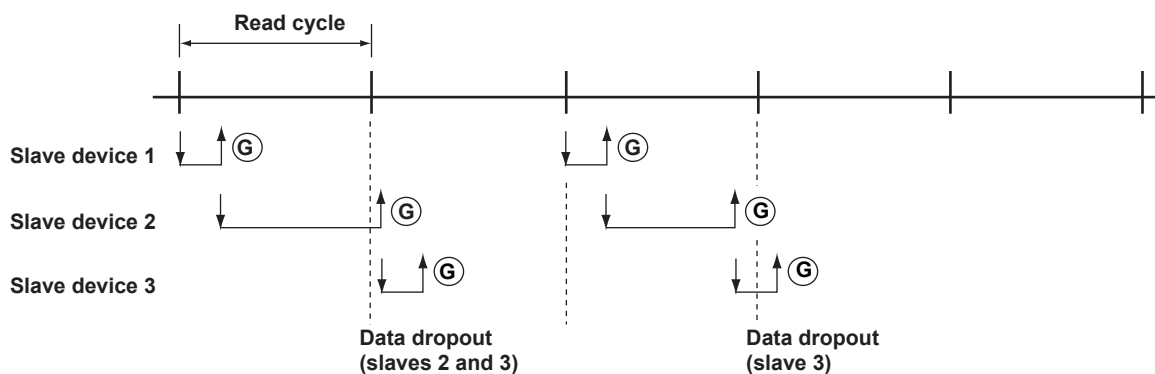 Read cycle
Slave device 1
G
G
Slave device 2
G
G
Slave device 3
G
G
Data dropout
(slaves 2 and 3)
Data dropout
(slave 3)